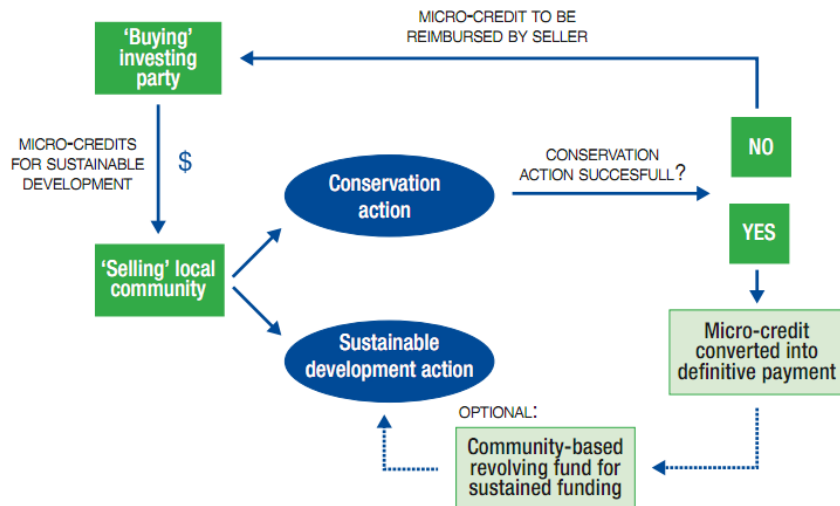 MICRO-CREDIT TO BE
REIMBURSED BY SELLER
‘Buying’
investing
party
MICRO-CREDITS
FOR SUSTAINABLE
DEVELOPMENT
$
Conservation
action
CONSERVATION
ACTION SUCCESFULL?
NO
YES
‘Selling’ local
community
Sustainable
development action
Micro-credit
converted into
definitive payment
OPTIONAL:
Community-based
revolving fund for
sustained funding